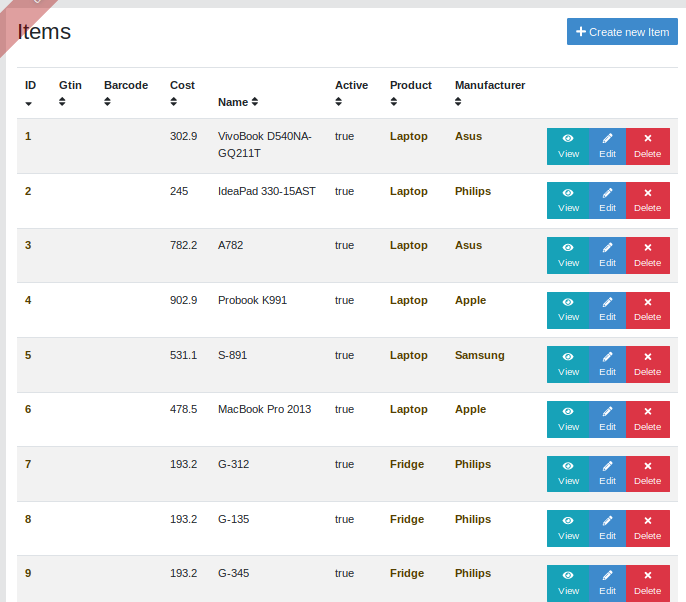 Items
Create new Item
ID Gtin Barcode Cost Name Active Product Manufacturer
1 302.9 VivoBook D540NA- true Laptop Asus
GQ211T
View Edit Delete
2 245 IdeaPad 330-15AST true Laptop Philips
View Edit Delete
3 782.2 A782 true Laptop Asus
View Edit Delete
4 902.9 Probook K991 true Laptop Apple
View Edit Delete
5 531.1 S-891 true Laptop Samsung
View Edit Delete
6 478.5 MacBook Pro 2013 true Laptop Apple
View Edit Delete
7 193.2 G-312 true Fridge Philips
View Edit Delete
8 193.2 G-135 true Fridge Philips
View Edit Delete
9 193.2 G-345 true Fridge Philips
View Edit Delete